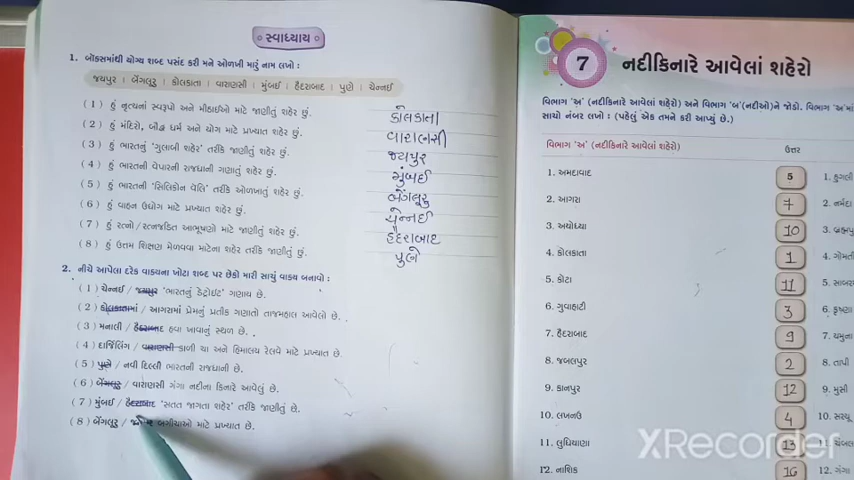 સ્વાધ્યાય
1. બૉક્સમાંથી યોગ્ય શબ્દ પસંદ કરી મને ઓળખી મારું નામ લખો :
જયપુર | બેંગલુરુ | કોલકાતા | વારાણસી | મુંબઈ | હૈદરાબાદ | પુણે | ચેન્નઈ
(1) હું નૃત્યનાં સ્વરૂપો અને મીઠાઈઓ માટે જાણીતું શહેર છું. કોલકાતા
(2) હું મંદિરો, બૌદ્ધ ધર્મ અને યોગ માટે પ્રખ્યાત શહેર છું. વારાણસી
(3) હું ભારતનું 'ગુલાબી શહેર' તરીકે જાણીતું શહેર છું. જયપુર
(4) હું ભારતની વેપારની રાજધાની ગણાતું શહેર છું. મુંબઈ
(5) હું ભારતની 'સિલિકોન વેલિ' તરીકે ઓળખાતું શહેર છું. બેંગલુરુ
(6) હું વાહન ઉદ્યોગ માટે પ્રખ્યાત શહેર છું. ચેન્નઈ
(7) હું રત્નો/રત્નજડિત આભૂષણો માટે જાણીતું શહેર છું. હૈદરાબાદ
(8) હું ઉત્તમ શિક્ષણ મેળવવા માટેના શહેર તરીકે જાણીતું છું. પુણે
2. નીચે આપેલા દરેક વાક્યના ખોટા શબ્દ પર છેકો મારી સાચું વાક્ય બનાવો :
(1) ચેન્નઈ / જયપુર 'ભારતનું ડેટ્રોઈટ' ગણાય છે.
(2) કોલકાતામાં / આગરામાં પ્રેમનું પ્રતીક ગણાતો તાજમહાલ આવેલો છે.
(3) મનાલી / હૈદરાબાદ હવા ખાવાનું સ્થળ છે.
(4) દાર્જિલિંગ / વારાણસી કાળી ચા અને હિમાલય રેલવે માટે પ્રખ્યાત છે.
(5) પુણે / નવી દિલ્લી ભારતની રાજધાની છે.
(6) બેંગલુરુ / વારાણસી ગંગા નદીના કિનારે આવેલું છે.
(7) મુંબઈ / હૈદરાબાદ 'સતત જાગતા શહેર' તરીકે જાણીતું છે.
(8) બેંગલુરુ / બગીચાઓ માટે પ્રખ્યાત છે.
7 નદીકિનારે આવેલાં શહેરો
વિભાગ 'અ' (નદીકિનારે આવેલાં શહેરો) અને વિભાગ 'બ' (નદીઓ)ને જોડો. વિભાગ 'અ'માં
સાચો નંબર લખો : (પહેલું એક તમને કરી આપ્યું છે.)
વિભાગ 'અ' (નદીકિનારે આવેલાં શહેરો) ઉત્તર
1. અમદાવાદ 5 1. હુગલી
2. આગરા 7 2. નર્મદા
3. અયોધ્યા 10 3. બ્રહ્મપુ
4. કોલકાતા 1 4. ગોમતી
5. કોટા 11 5. સાબર
6. ગુવાહાટી 3 6. કૃષ્ણા
7. હૈદરાબાદ 9 7. યમુના
8. જબલપુર 2 8. તાપી
9. કાનપુર 12 9. મુસી
10. લખનઉ 4 10. સરયૂ
11. લુધિયાણા 13 11. ચંબલ
12. નાશિક 16 12. ગંગા
XRecorder